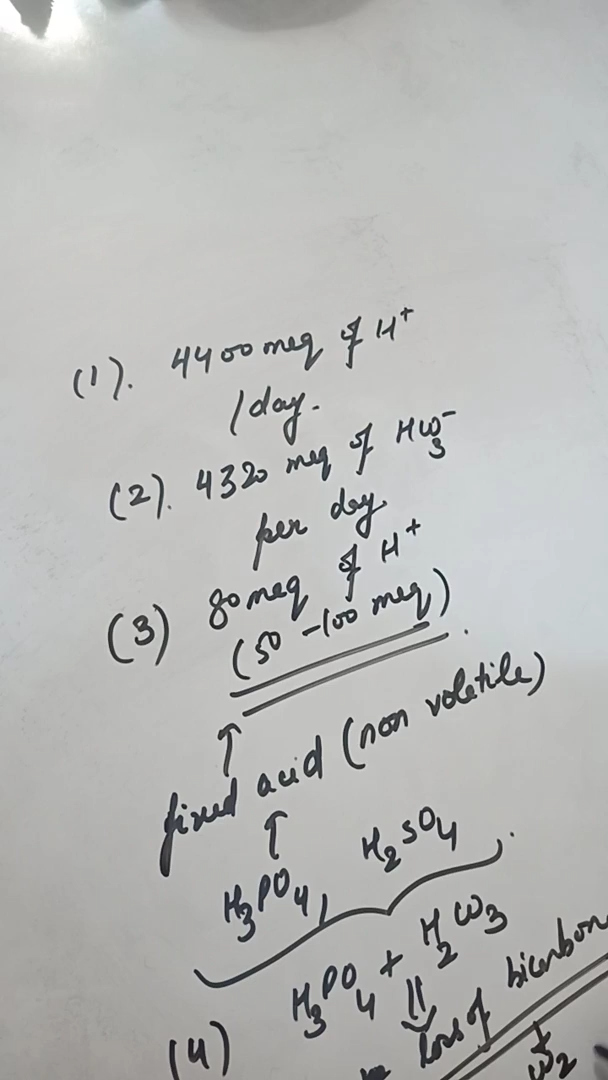 (1). 4400 meq of H⁺
/day.
(2). 4320 meq of HCO₃⁻
per day.
(3) 80 meq of H⁺
(50 - 100 meq)
↑
fixed acid (non volatile)
↑
H₃PO₄, H₂SO₄
(4) H₃PO₄ + H₂CO₃
loss of bicarbon
CO₂